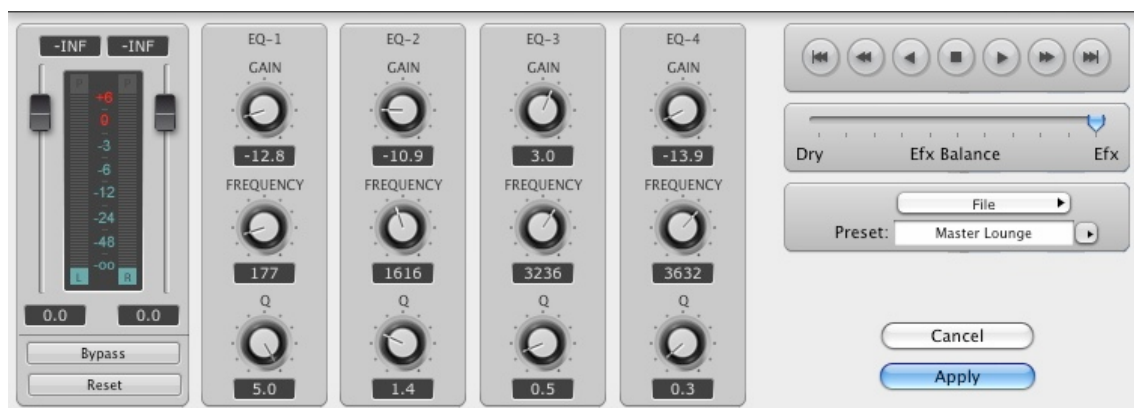 -INF -INF
P P
+6
0
-3
-6
-12
-24
-48
-oo
L R
0.0 0.0
Bypass
Reset
EQ-1
GAIN
-12.8
FREQUENCY
177
Q
5.0
EQ-2
GAIN
-10.9
FREQUENCY
1616
Q
1.4
EQ-3
GAIN
3.0
FREQUENCY
3236
Q
0.5
EQ-4
GAIN
-13.9
FREQUENCY
3632
Q
0.3
Dry Efx Balance Efx
File
Preset: Master Lounge
Cancel
Apply